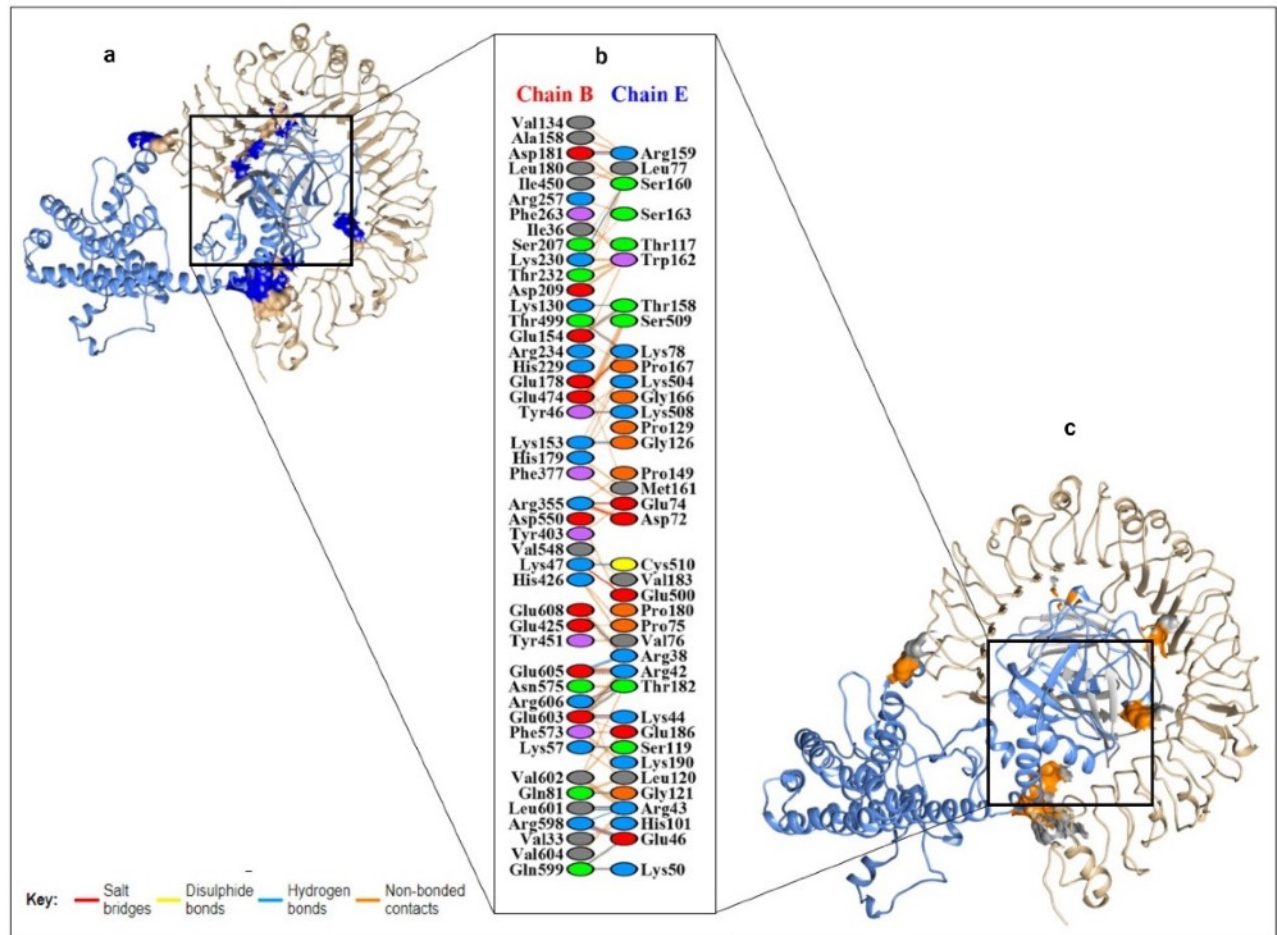 a
b
Chain B Chain E
Val134
Ala158
Asp181 Arg159
Leu180 Leu77
Ile450 Ser160
Arg257
Phe263 Ser163
Ile36
Ser207 Thr117
Lys230 Trp162
Thr232
Asp209
Lys130 Thr158
Thr499 Ser509
Glu154
Arg234 Lys78
His229 Pro167
Glu178 Lys504
Glu474 Gly166
Tyr46 Lys508
Pro129
Lys153 Gly126
His179
Phe377 Pro149
Met161
Arg355 Glu74
Asp550 Asp72
Tyr403
Val548
Lys47 Cys510
His426 Val183
Glu500
Glu608 Pro180
Glu425 Pro75
Tyr451 Val76
Arg38
Glu605 Arg42
Asn575 Thr182
Arg606
Glu603 Lys44
Phe573 Glu186
Lys57 Ser119
Lys190
Val602 Leu120
Gln81 Gly121
Leu601 Arg43
Arg598 His101
Val33 Glu46
Val604
Gln599 Lys50
c
Key: Salt bridges Disulphide bonds Hydrogen bonds Non-bonded contacts